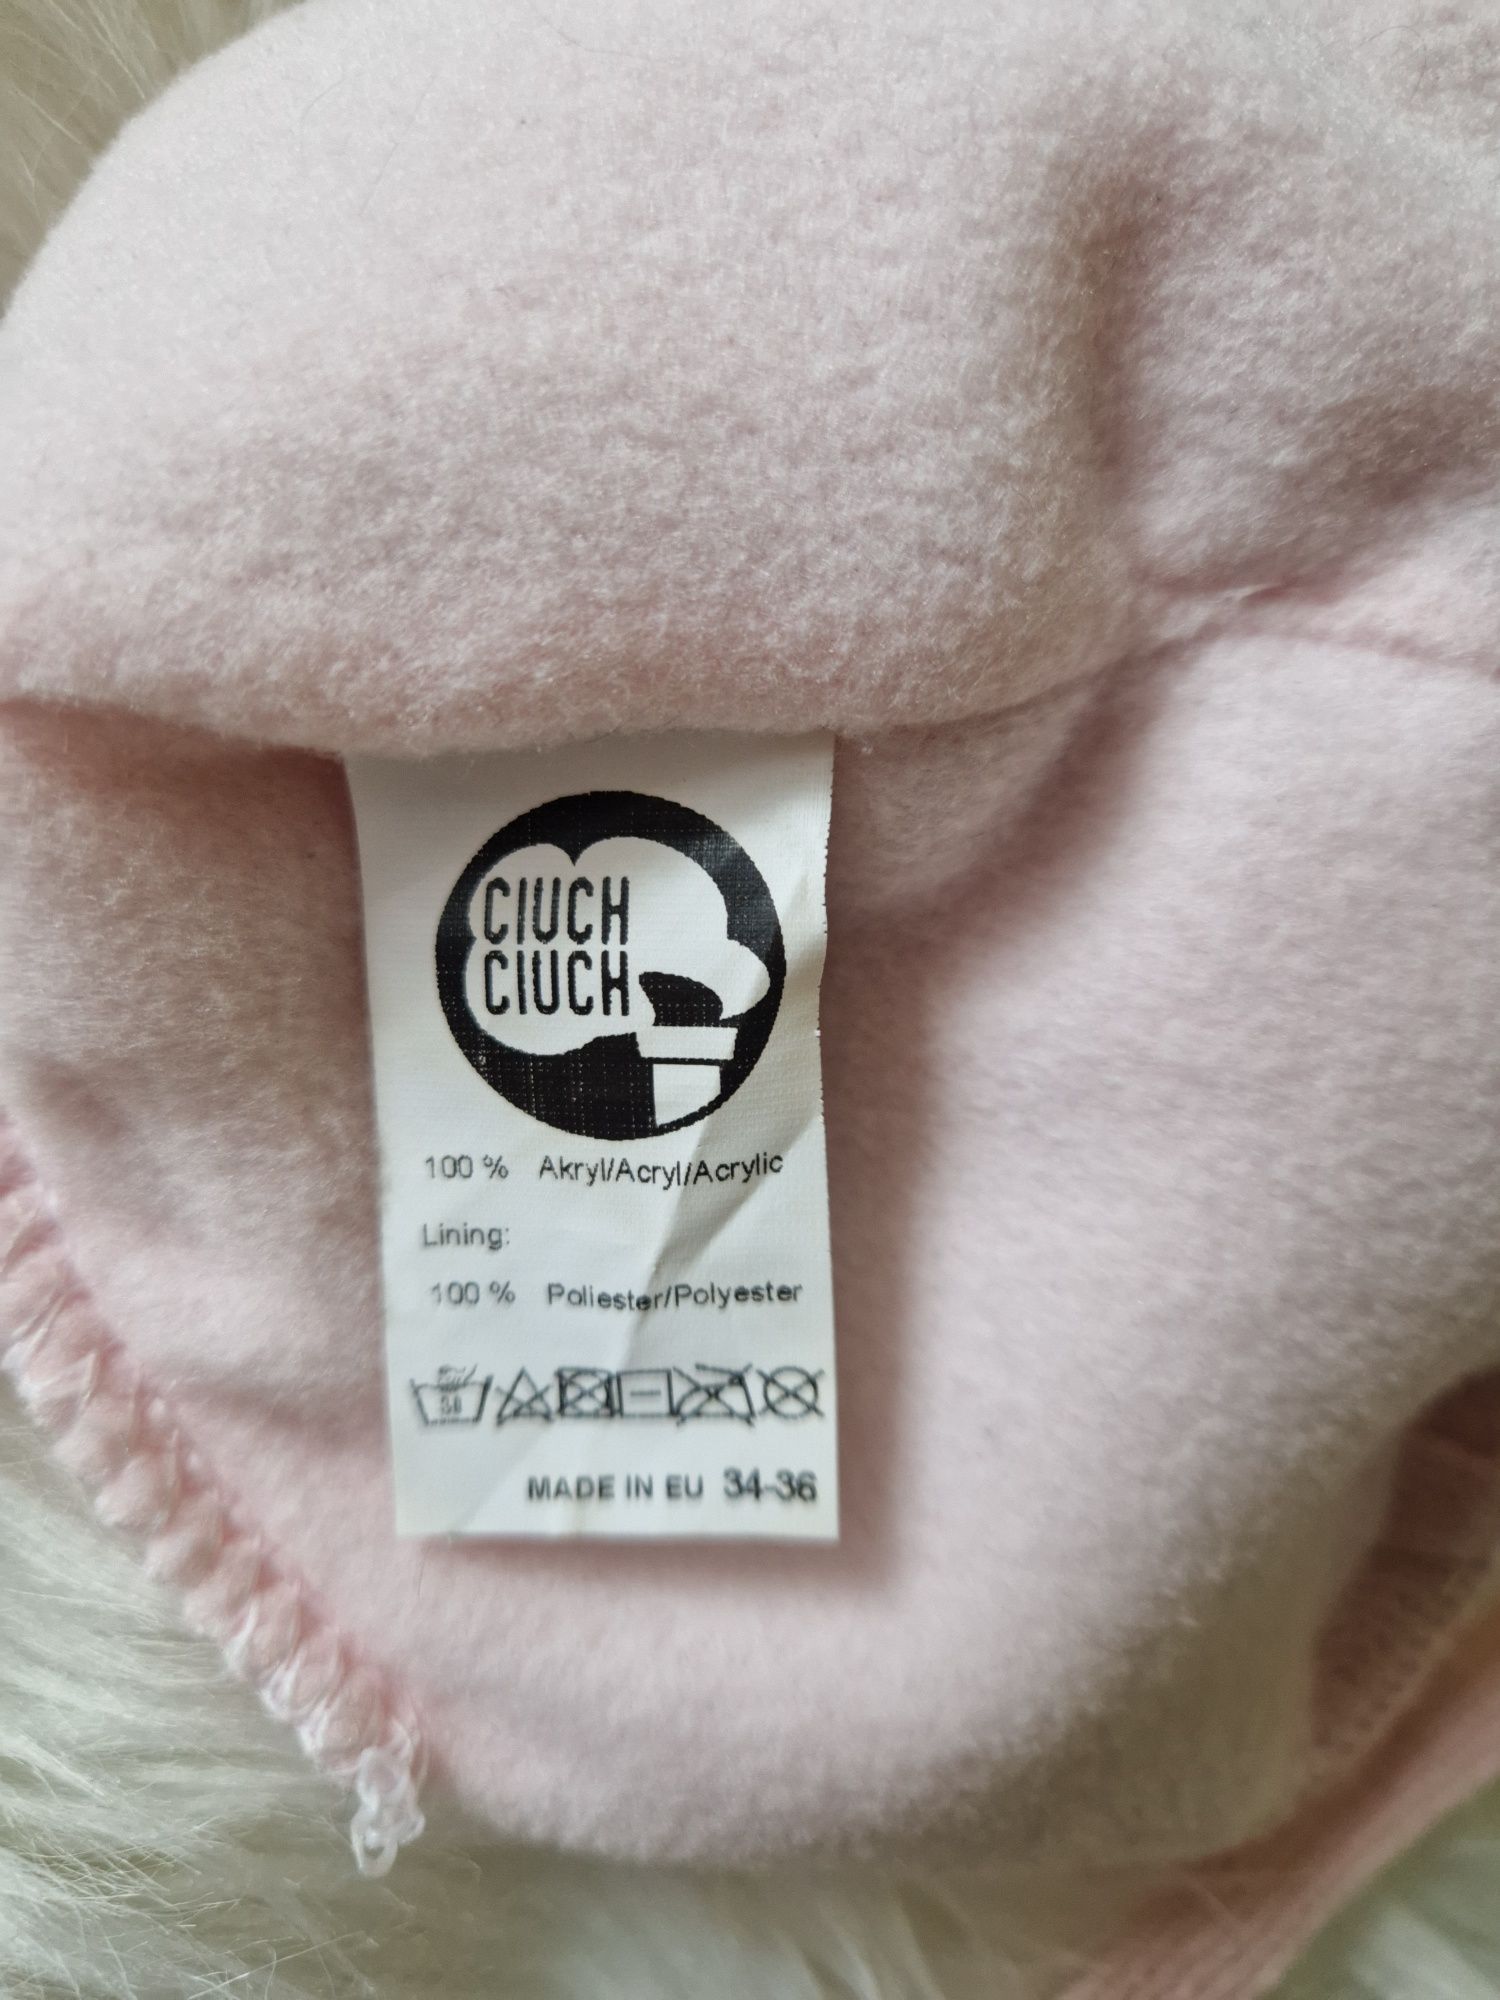 CIUCH
CIUCH
100 % Akryl/Acryl/Acrylic
Lining:
100 % Poliester/Polyester
MADE IN EU 34-36